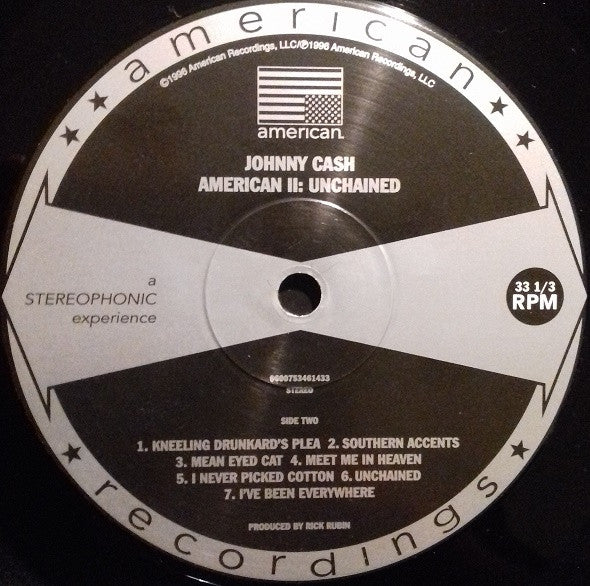 american
©1996 American Recordings, LLC/℗1996 American Recordings, LLC
american
JOHNNY CASH
AMERICAN II: UNCHAINED
a
STEREOPHONIC
experience
33 1/3
RPM
0600753461433
STEREO
SIDE TWO
1. KNEELING DRUNKARD'S PLEA 2. SOUTHERN ACCENTS
3. MEAN EYED CAT 4. MEET ME IN HEAVEN
5. I NEVER PICKED COTTON 6. UNCHAINED
7. I'VE BEEN EVERYWHERE
PRODUCED BY RICK RUBIN
recordings